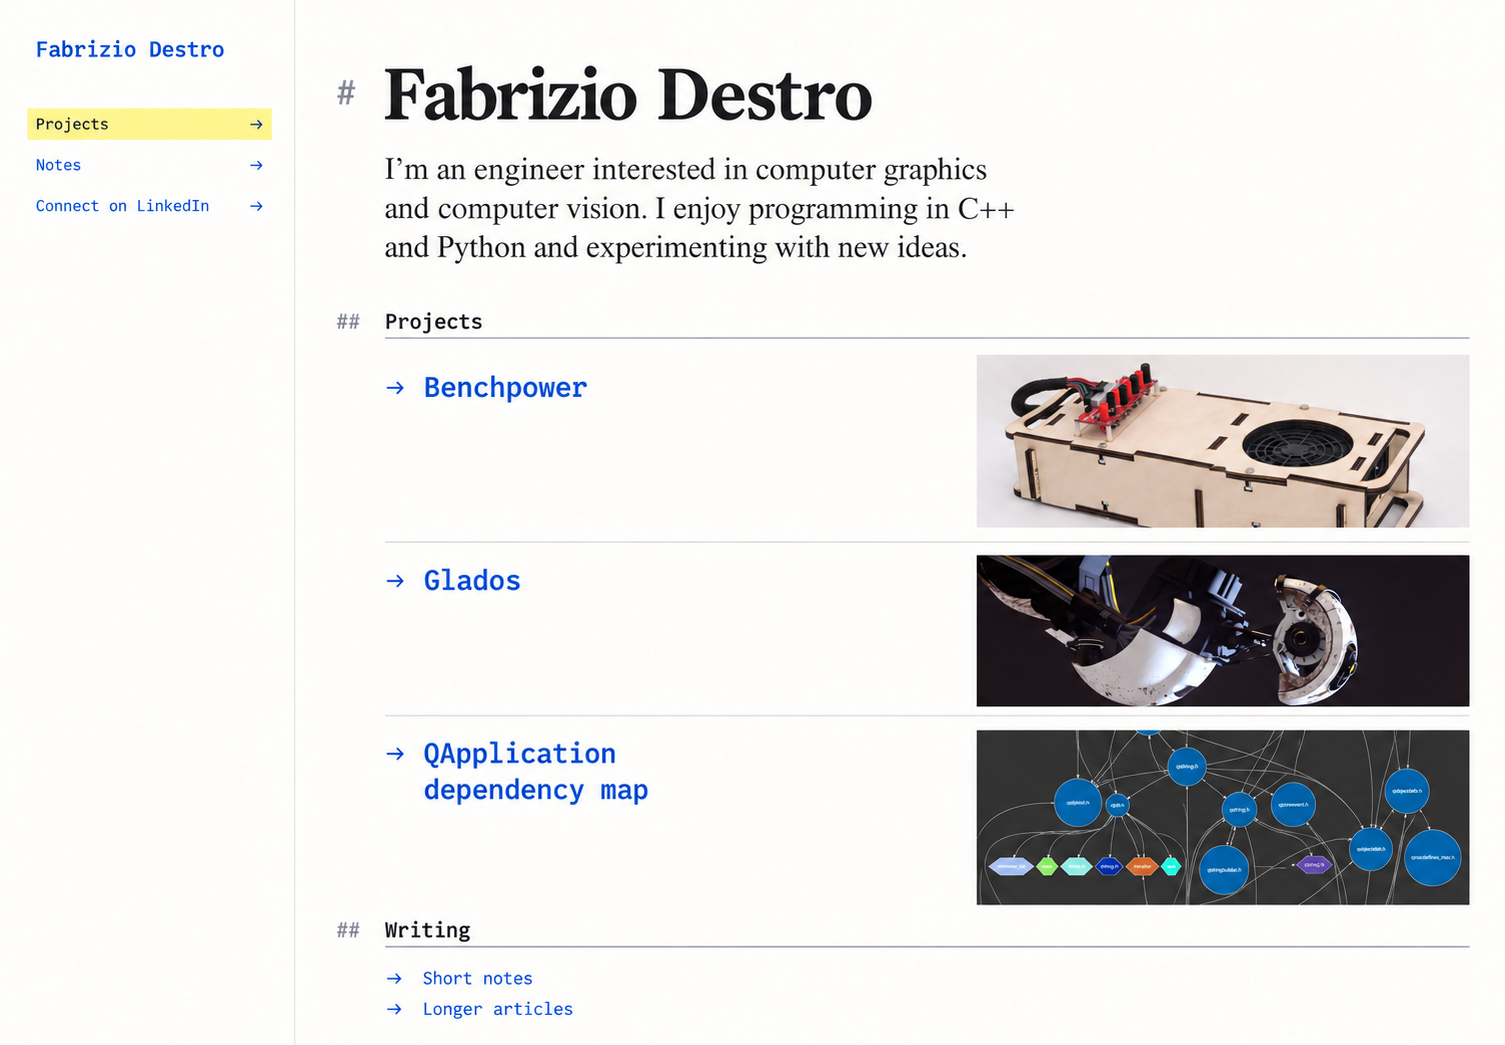 Fabrizio Destro
Projects →
Notes →
Connect on LinkedIn →
# Fabrizio Destro
I’m an engineer interested in computer graphics
and computer vision. I enjoy programming in C++
and Python and experimenting with new ideas.
## Projects
→ Benchpower
→ Glados
→ QApplication
dependency map
## Writing
→ Short notes
→ Longer articles